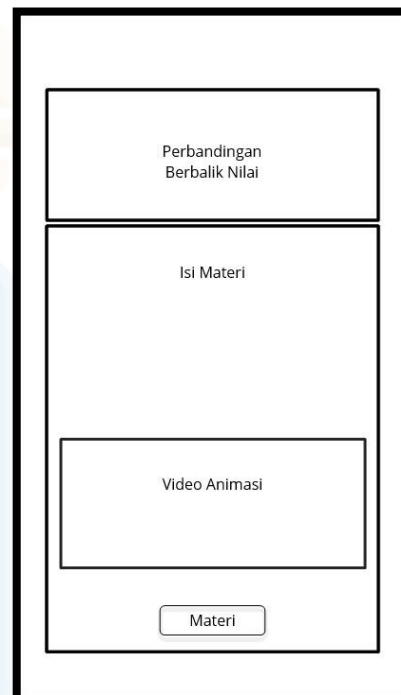 Perbandingan
Berbalik Nilai
Isi Materi
Video Animasi
Materi